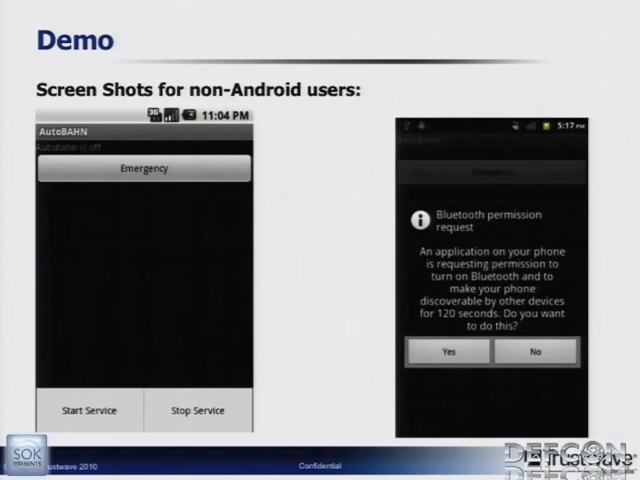 Demo
Screen Shots for non-Android users:
3G 11:04 PM
AutoBAHN
Autobahn is off
Emergency
Start Service
Stop Service
5:17 PM
AutoBAHN
Emergency
Bluetooth permission
request
An application on your phone
is requesting permission to
turn on Bluetooth and to
make your phone
discoverable by other devices
for 120 seconds. Do you want
to do this?
Yes
No
SOK
PRESENTS
Trustwave 2010
Confidential
DEFCON
Trustwave